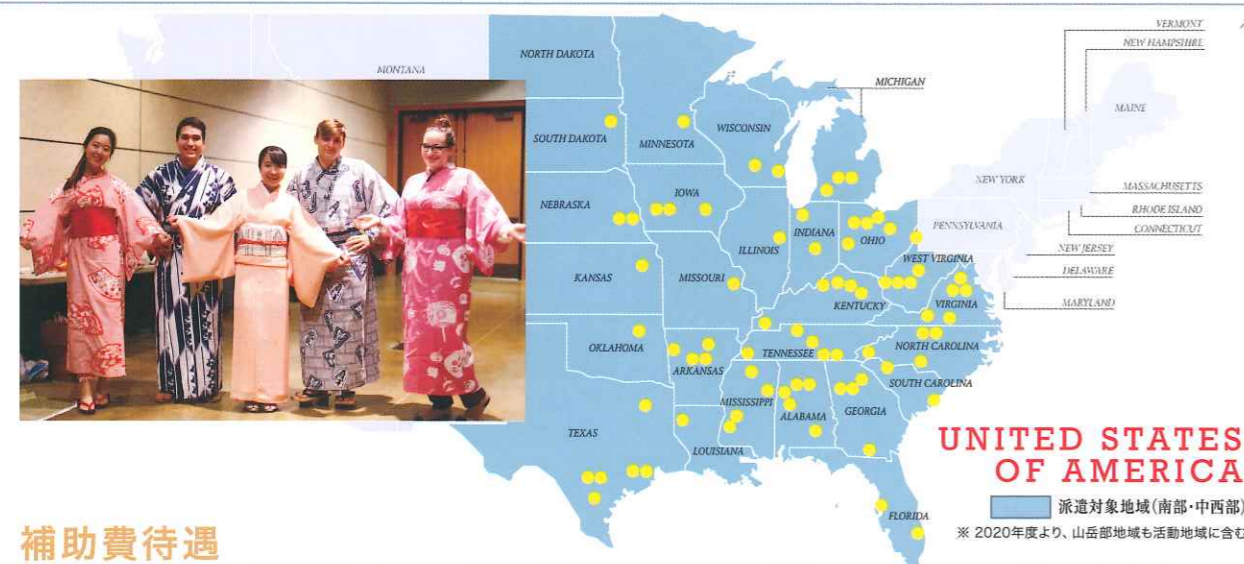 VERMONT
NEW HAMPSHIRE
NORTH DAKOTA
MONTANA
MICHIGAN
MAINE
WISCONSIN
SOUTH DAKOTA
MINNESOTA
NEW YORK
MASSACHUSETTS
IOWA
NEBRASKA
RHODE ISLAND
PENNSYLVANIA
CONNECTICUT
INDIANA
OHIO
ILLINOIS
NEW JERSEY
WEST VIRGINIA
DELAWARE
KANSAS
MISSOURI
KENTUCKY
VIRGINIA
MARYLAND
OKLAHOMA
TENNESSEE
NORTH CAROLINA
ARKANSAS
SOUTH CAROLINA
MISSISSIPPI
ALABAMA
GEORGIA
TEXAS
LOUISIANA
UNITED STATES
OF AMERICA
派遣対象地域(南部・中西部)
FLORIDA
※ 2020年度より、山岳部地域も活動地域に含む
補助費待遇